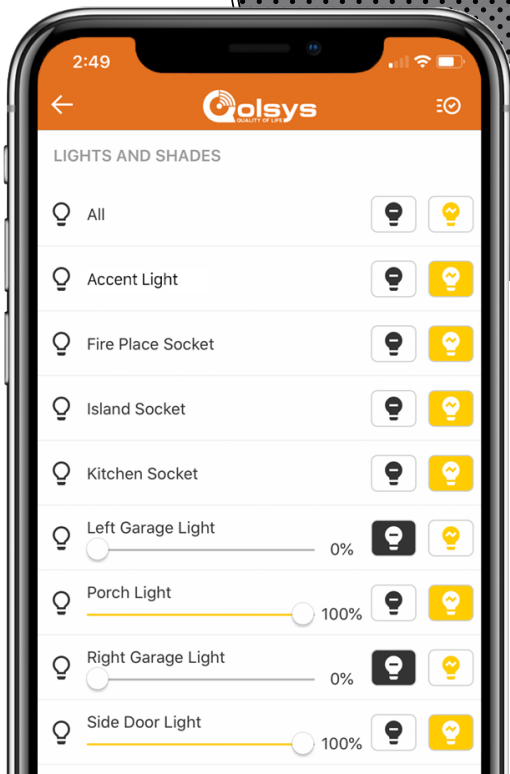 2:49
Qolsys
QUALITY OF LIFE
LIGHTS AND SHADES
All
Accent Light
Fire Place Socket
Island Socket
Kitchen Socket
Left Garage Light
0%
Porch Light
100%
Right Garage Light
0%
Side Door Light
100%